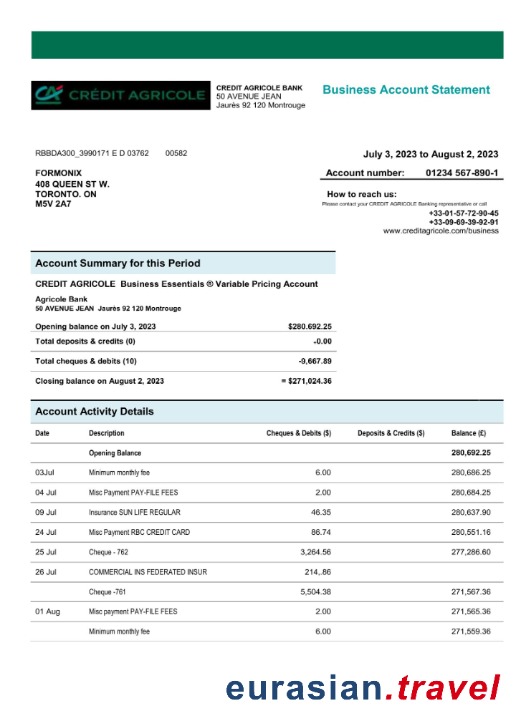 CRÉDIT AGRICOLE
CREDIT AGRICOLE BANK
50 AVENUE JEAN
Jaurés 92 120 Montrouge
Business Account Statement
RBBDA300_3990171 E D 03762 00582
July 3, 2023 to August 2, 2023
FORMONIX
408 QUEEN ST W.
TORONTO. ON
M5V 2A7
Account number: 01234 567-890-1
How to reach us:
Please contact your CREDIT AGRICOLE Banking representative or call
+33-01-57-72-90-45
+33-09-69-39-92-91
www.creditagricole.com/business
Account Summary for this Period
CREDIT AGRICOLE Business Essentials ® Variable Pricing Account
Agricole Bank
50 AVENUE JEAN Jaurés 92 120 Montrouge
Opening balance on July 3, 2023 $280.692.25
Total deposits & credits (0) -0.00
Total cheques & debits (10) -9,667.89
Closing balance on August 2, 2023 = $271,024.36
Account Activity Details
Date Description Cheques & Debits ($) Deposits & Credits ($) Balance (£)
Opening Balance 280,692.25
03Jul Minimum monthly fee 6.00 280,686.25
04 Jul Misc Payment PAY-FILE FEES 2.00 280,684.25
09 Jul Insurance SUN LIFE REGULAR 46.35 280,637.90
24 Jul Misc Payment RBC CREDIT CARD 86.74 280,551.16
25 Jul Cheque - 762 3,264.56 277,286.60
26 Jul COMMERCIAL INS FEDERATED INSUR 214,.86
Cheque -761 5,504.38 271,567.36
01 Aug Misc payment PAY-FILE FEES 2.00 271,565.36
Minimum monthly fee 6.00 271,559.36
eurasian.travel